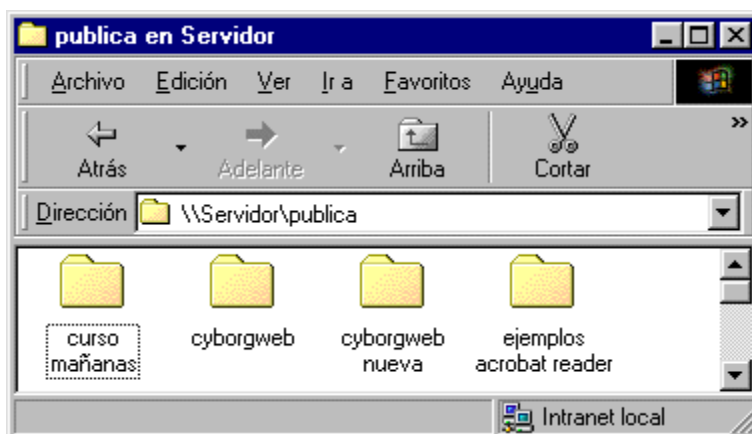 publica en Servidor
Archivo Edición Ver Ir a Favoritos Ayuda
Atrás Adelante Arriba Cortar »
Dirección \\Servidor\publica
curso mañanas
cyborgweb
cyborgweb nueva
ejemplos acrobat reader
Intranet local